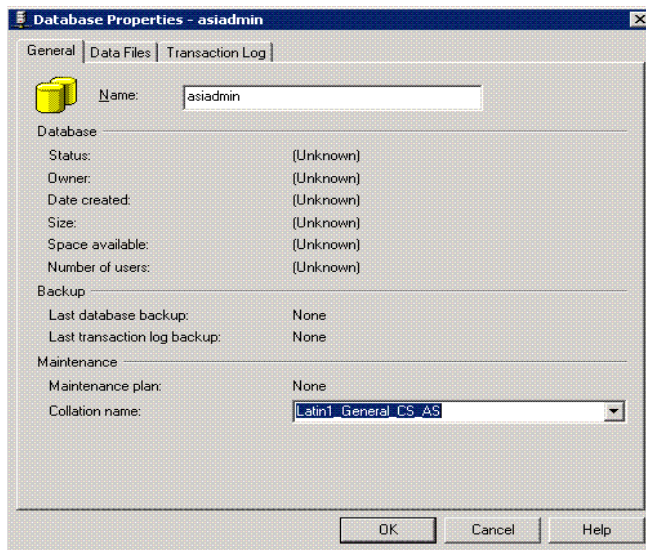 Database Properties - asiadmin
General Data Files Transaction Log
Name: asiadmin
Database
Status: (Unknown)
Owner: (Unknown)
Date created: (Unknown)
Size: (Unknown)
Space available: (Unknown)
Number of users: (Unknown)
Backup
Last database backup: None
Last transaction log backup: None
Maintenance
Maintenance plan: None
Collation name: Latin1_General_CS_AS
OK Cancel Help